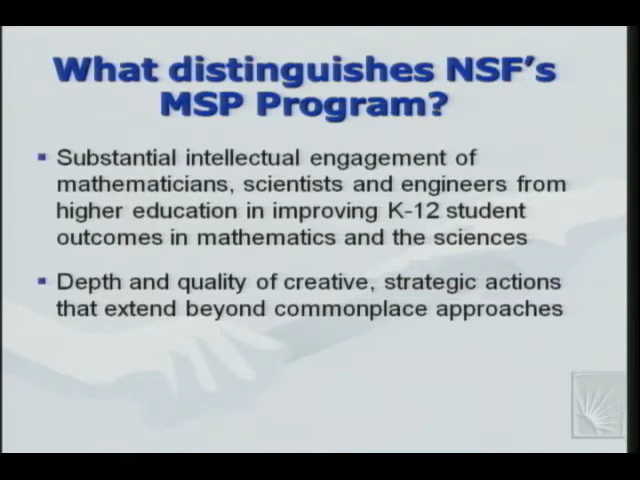 What distinguishes NSF's
MSP Program?
Substantial intellectual engagement of
mathematicians, scientists and engineers from
higher education in improving K-12 student
outcomes in mathematics and the sciences
Depth and quality of creative, strategic actions
that extend beyond commonplace approaches